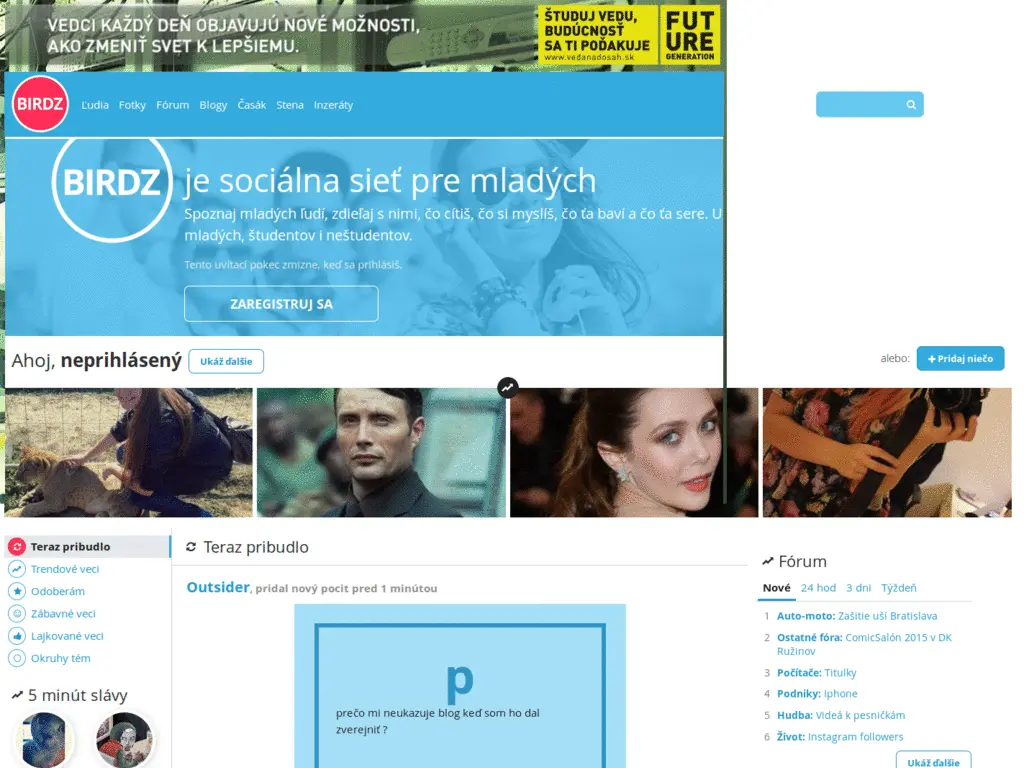 VEDCI KAŽDÝ DEŇ OBJAVUJÚ NOVÉ MOŽNOSTI,
AKO ZMENIŤ SVET K LEPŠIEMU.
ŠTUDUJ VEDU,
BUDÚCNOSŤ
SA TI POĎAKUJE
www.vedanadosah.sk
FUT
URE
GENERATION
BIRDZ
Ľudia Fotky Fórum Blogy Časák Stena Inzeráty
BIRDZ
je sociálna sieť pre mladých
Spoznaj mladých ľudí, zdieľaj s nimi, čo cítiš, čo si myslíš, čo ťa baví a čo ťa sere. U
mladých, študentov i neštudentov.
Tento uvítací pokec zmizne, keď sa prihlásiš.
ZAREGISTRUJ SA
Ahoj, neprihlásený
Ukáž ďalšie
alebo:
+ Pridaj niečo
Teraz pribudlo
Trendové veci
Odoberám
Zábavné veci
Lajkované veci
Okruhy tém
5 minút slávy
Teraz pribudlo
Outsider, pridal nový pocit pred 1 minútou
p
prečo mi neukazuje blog keď som ho dal
zverejniť ?
Fórum
Nové 24 hod 3 dni Týždeň
1 Auto-moto: Zašitie uší Bratislava
2 Ostatné fóra: ComicSalón 2015 v DK
Ružinov
3 Počítače: Titulky
4 Podniky: iphone
5 Hudba: Videá k pesničkám
6 Život: Instagram followers
Ukáž ďalšie